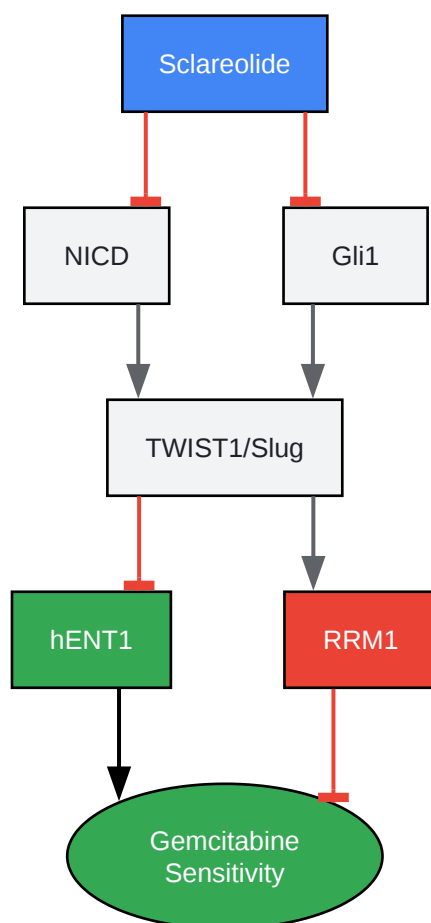 Sclareolide
NICD
Gli1
TWIST1/Slug
hENT1
RRM1
Gemcitabine
Sensitivity